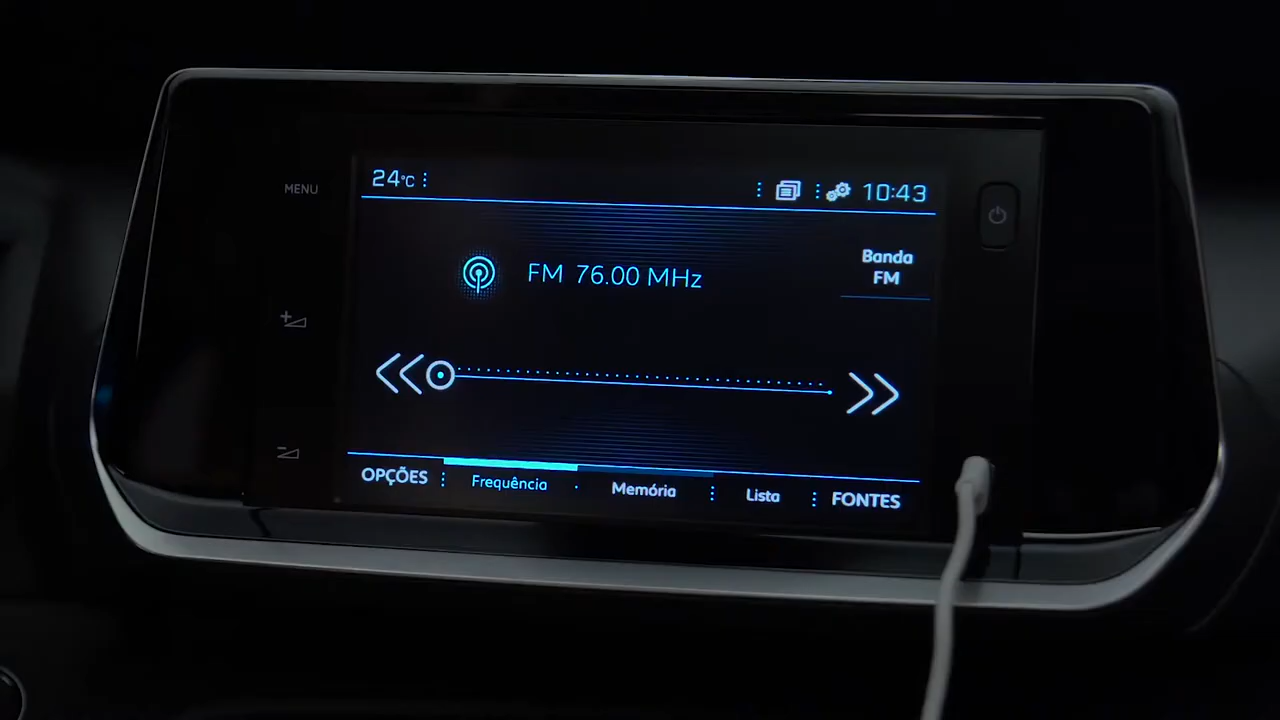 24°C
10:43
MENU
FM 76.00 MHz
Banda
FM
OPÇÕES
Frequência
Memória
Lista
FONTES